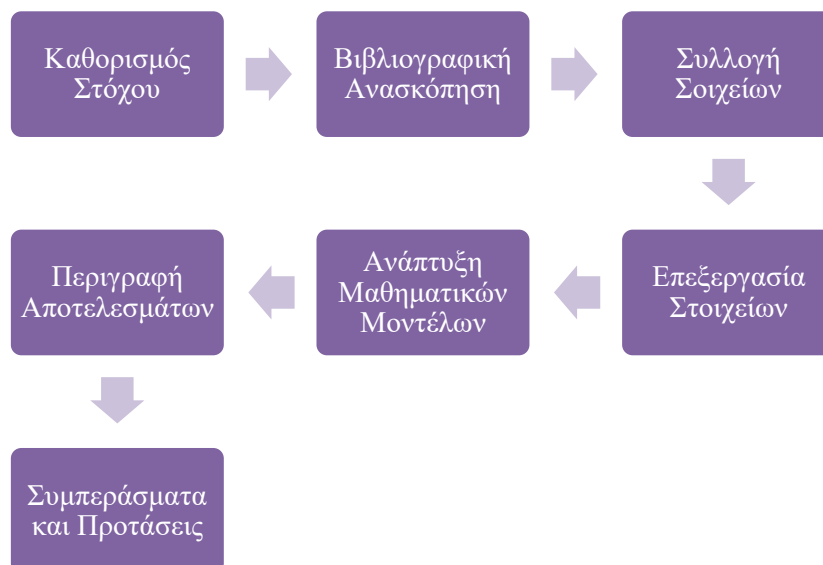 Καθορισμός
Στόχου
Βιβλιογραφική
Ανασκόπηση
Συλλογή
Σοιχείων
Επεξεργασία
Στοιχείων
Ανάπτυξη
Μαθηματικών
Μοντέλων
Περιγραφή
Αποτελεσμάτων
Συμπεράσματα
και Προτάσεις